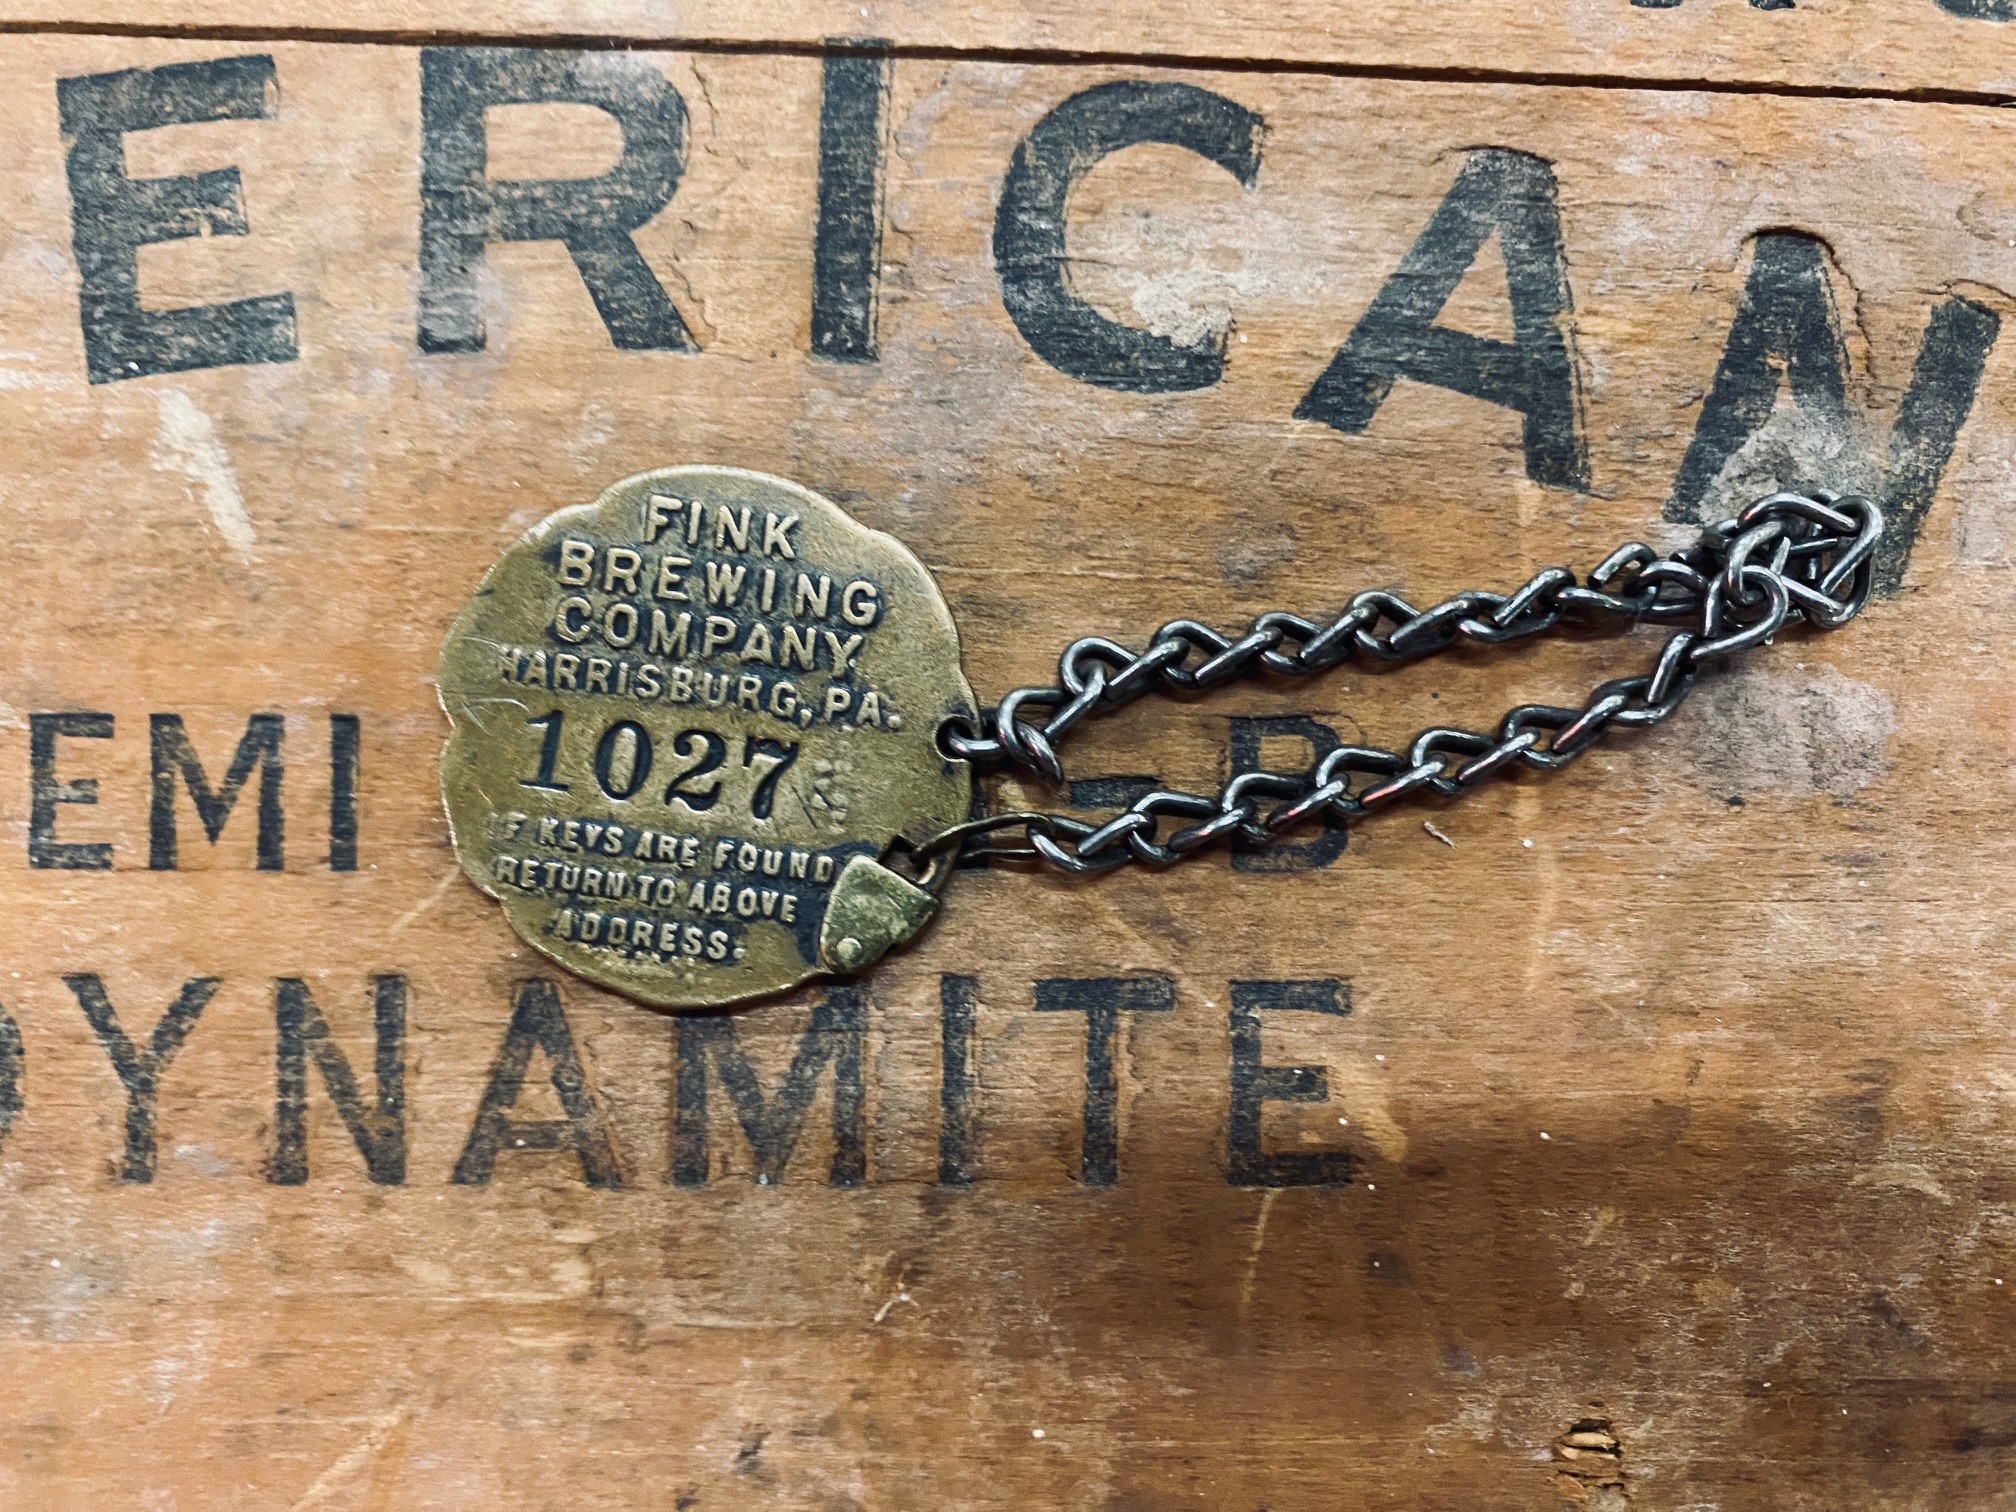 ERICAN
FINK
BREWING
COMPANY
HARRISBURG, PA.
1027
IF KEYS ARE FOUND
RETURN TO ABOVE
ADDRESS.
EMI
B
DYNAMITE